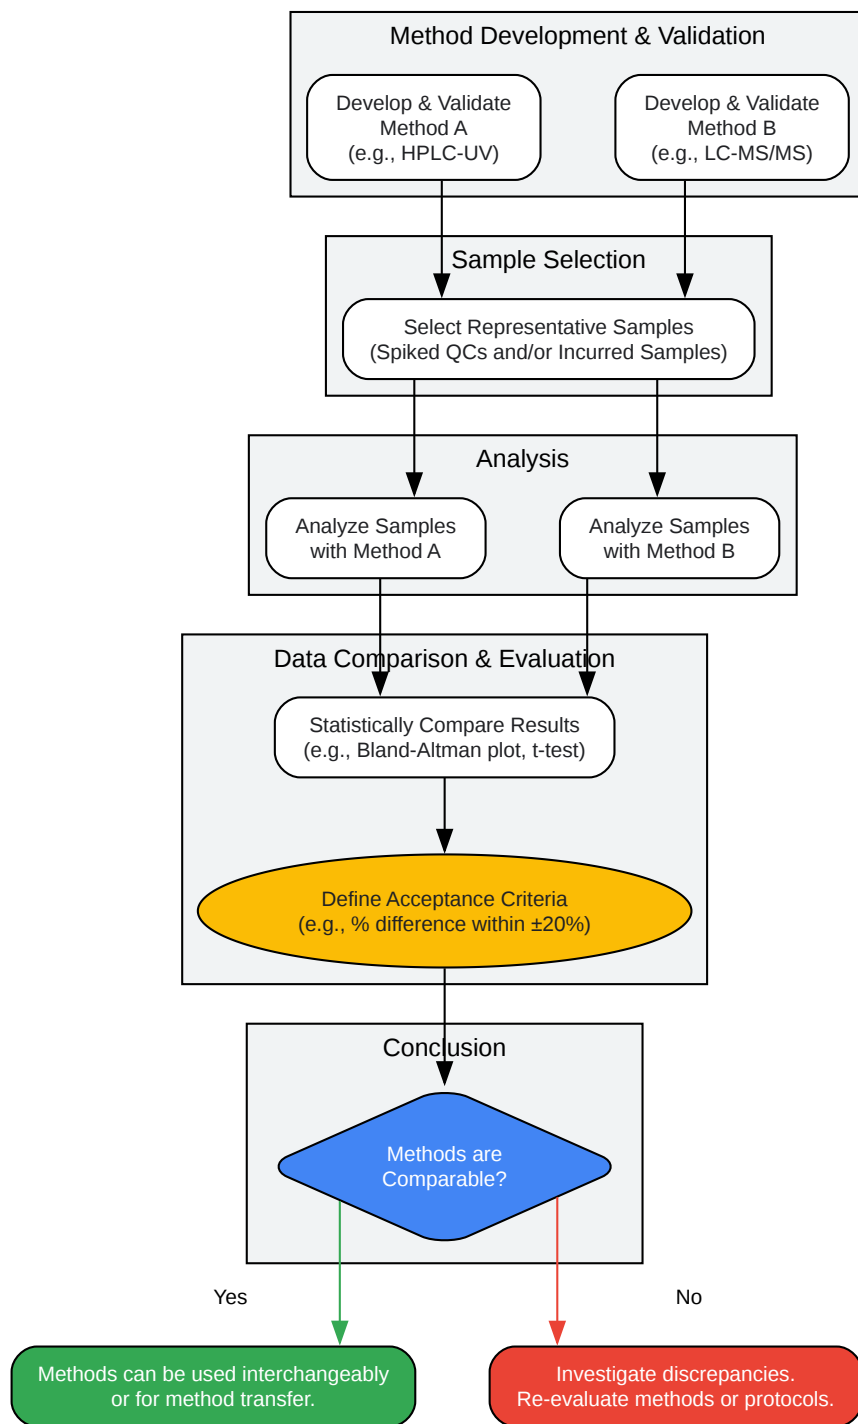 Method Development & Validation
Develop & Validate
Method A
(e.g., HPLC-UV)
Develop & Validate
Method B
(e.g., LC-MS/MS)
Sample Selection
Select Representative Samples
(Spiked QCs and/or Incurred Samples)
Analysis
Analyze Samples
with Method A
Analyze Samples
with Method B
Data Comparison & Evaluation
Statistically Compare Results
(e.g., Bland-Altman plot, t-test)
Define Acceptance Criteria
(e.g., % difference within ±20%)
Conclusion
Methods are
Comparable?
Yes
No
Methods can be used interchangeably
or for method transfer.
Investigate discrepancies.
Re-evaluate methods or protocols.